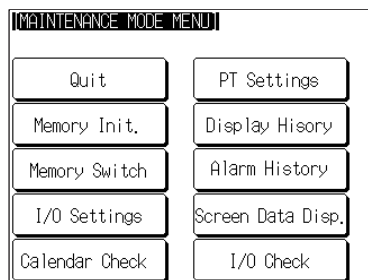 [MAINTENANCE MODE MENU]
Quit
PT Settings
Memory Init.
Display Hisory
Memory Switch
Alarm History
I/O Settings
Screen Data Disp.
Calendar Check
I/O Check